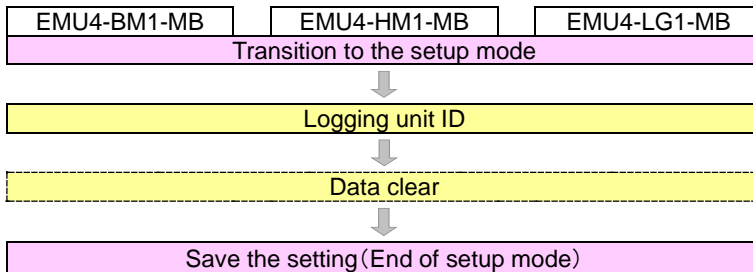 EMU4-BM1-MB EMU4-HM1-MB EMU4-LG1-MB
Transition to the setup mode
Logging unit ID
Data clear
Save the setting（End of setup mode）